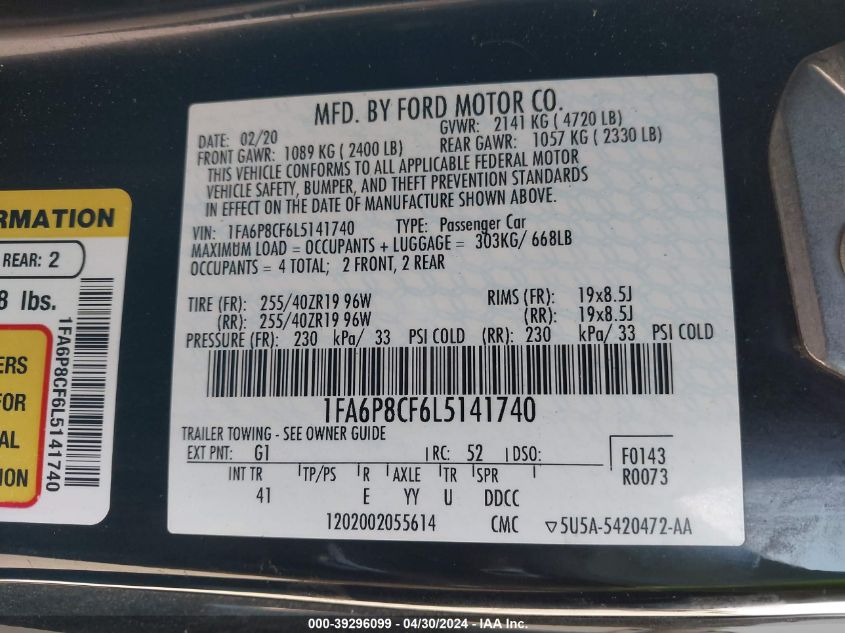 MFD. BY FORD MOTOR CO.
DATE: 02/20 GVWR: 2141 KG ( 4720 LB)
FRONT GAWR: 1089 KG ( 2400 LB) REAR GAWR: 1057 KG ( 2330 LB)
THIS VEHICLE CONFORMS TO ALL APPLICABLE FEDERAL MOTOR
VEHICLE SAFETY, BUMPER, AND THEFT PREVENTION STANDARDS
IN EFFECT ON THE DATE OF MANUFACTURE SHOWN ABOVE.
VIN: 1FA6P8CF6L5141740 TYPE: Passenger Car
MAXIMUM LOAD = OCCUPANTS + LUGGAGE = 303KG/ 668LB
OCCUPANTS = 4 TOTAL; 2 FRONT, 2 REAR
TIRE (FR): 255/40ZR19 96W RIMS (FR): 19x8.5J
(RR): 255/40ZR19 96W (RR): 19x8.5J
PRESSURE (FR): 230 kPa/ 33 PSI COLD (RR): 230 kPa/ 33 PSI COLD
1FA6P8CF6L5141740
TRAILER TOWING - SEE OWNER GUIDE
EXT PNT: G1 RC: 52 DSO: F0143
R0073
INT TR TP/PS R AXLE TR SPR
41 E YY U DDCC
1202002055614 CMC ▽5U5A-5420472-AA
RMATION
REAR: 2
8 lbs.
ERS
FOR
AL
ION
1FA6P8CF6L5141740
000-39296099 - 04/30/2024 - IAA Inc.